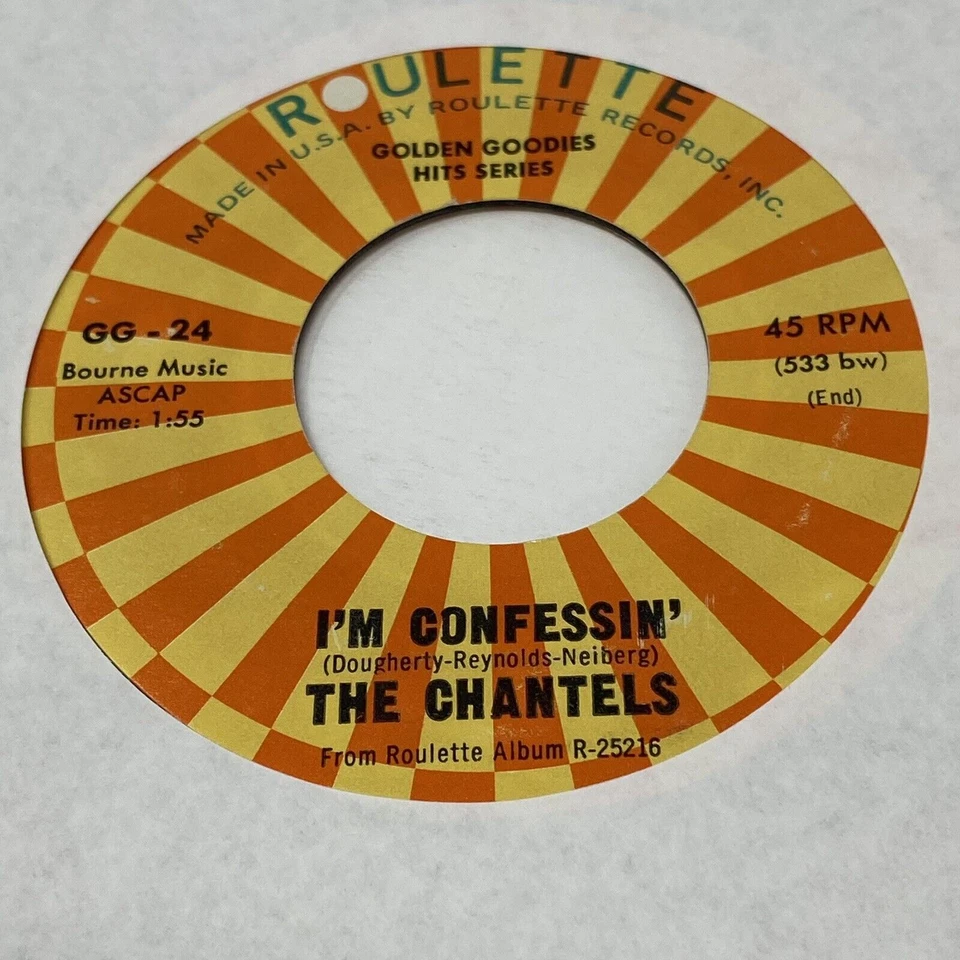 ROULETTE
MADE IN U.S.A. BY ROULETTE RECORDS, INC.
GOLDEN GOODIES
HITS SERIES
GG - 24
Bourne Music
ASCAP
Time: 1:55
45 RPM
(533 bw)
(End)
I'M CONFESSIN'
(Dougherty-Reynolds-Neiberg)
THE CHANTELS
From Roulette Album R-25216